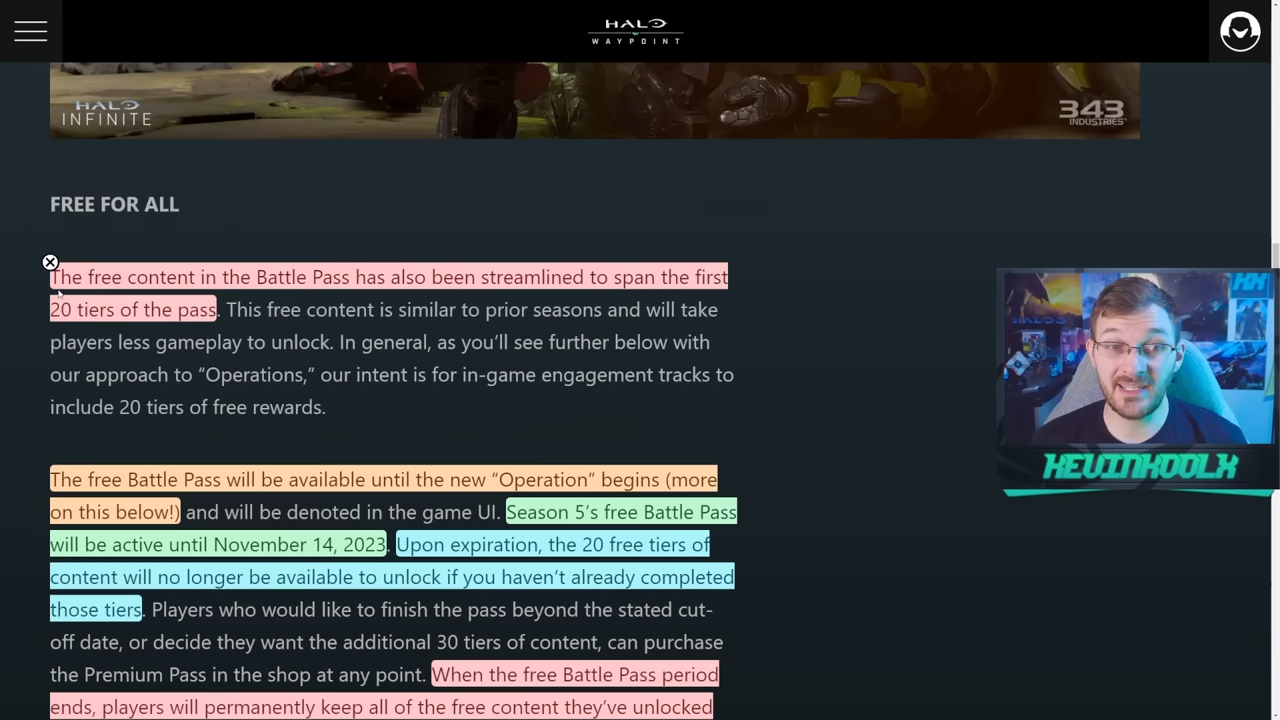 HALO
WAYPOINT
HALO
INFINITE
343
INDUSTRIES
FREE FOR ALL
The free content in the Battle Pass has also been streamlined to span the first
20 tiers of the pass. This free content is similar to prior seasons and will take
players less gameplay to unlock. In general, as you’ll see further below with
our approach to “Operations,” our intent is for in-game engagement tracks to
include 20 tiers of free rewards.
The free Battle Pass will be available until the new “Operation” begins (more
on this below!) and will be denoted in the game UI. Season 5’s free Battle Pass
will be active until November 14, 2023. Upon expiration, the 20 free tiers of
content will no longer be available to unlock if you haven’t already completed
those tiers. Players who would like to finish the pass beyond the stated cut-
off date, or decide they want the additional 30 tiers of content, can purchase
the Premium Pass in the shop at any point. When the free Battle Pass period
ends, players will permanently keep all of the free content they’ve unlocked
KEVINKOOLX